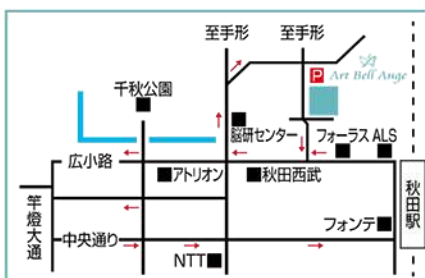 至手形
至手形
P Art Bell Ange
千秋公園
脳研センター
フォーラス ALS
広小路
アトリオン
秋田西武
秋田駅
竿燈大通
フォンテ
中央通り
NTT